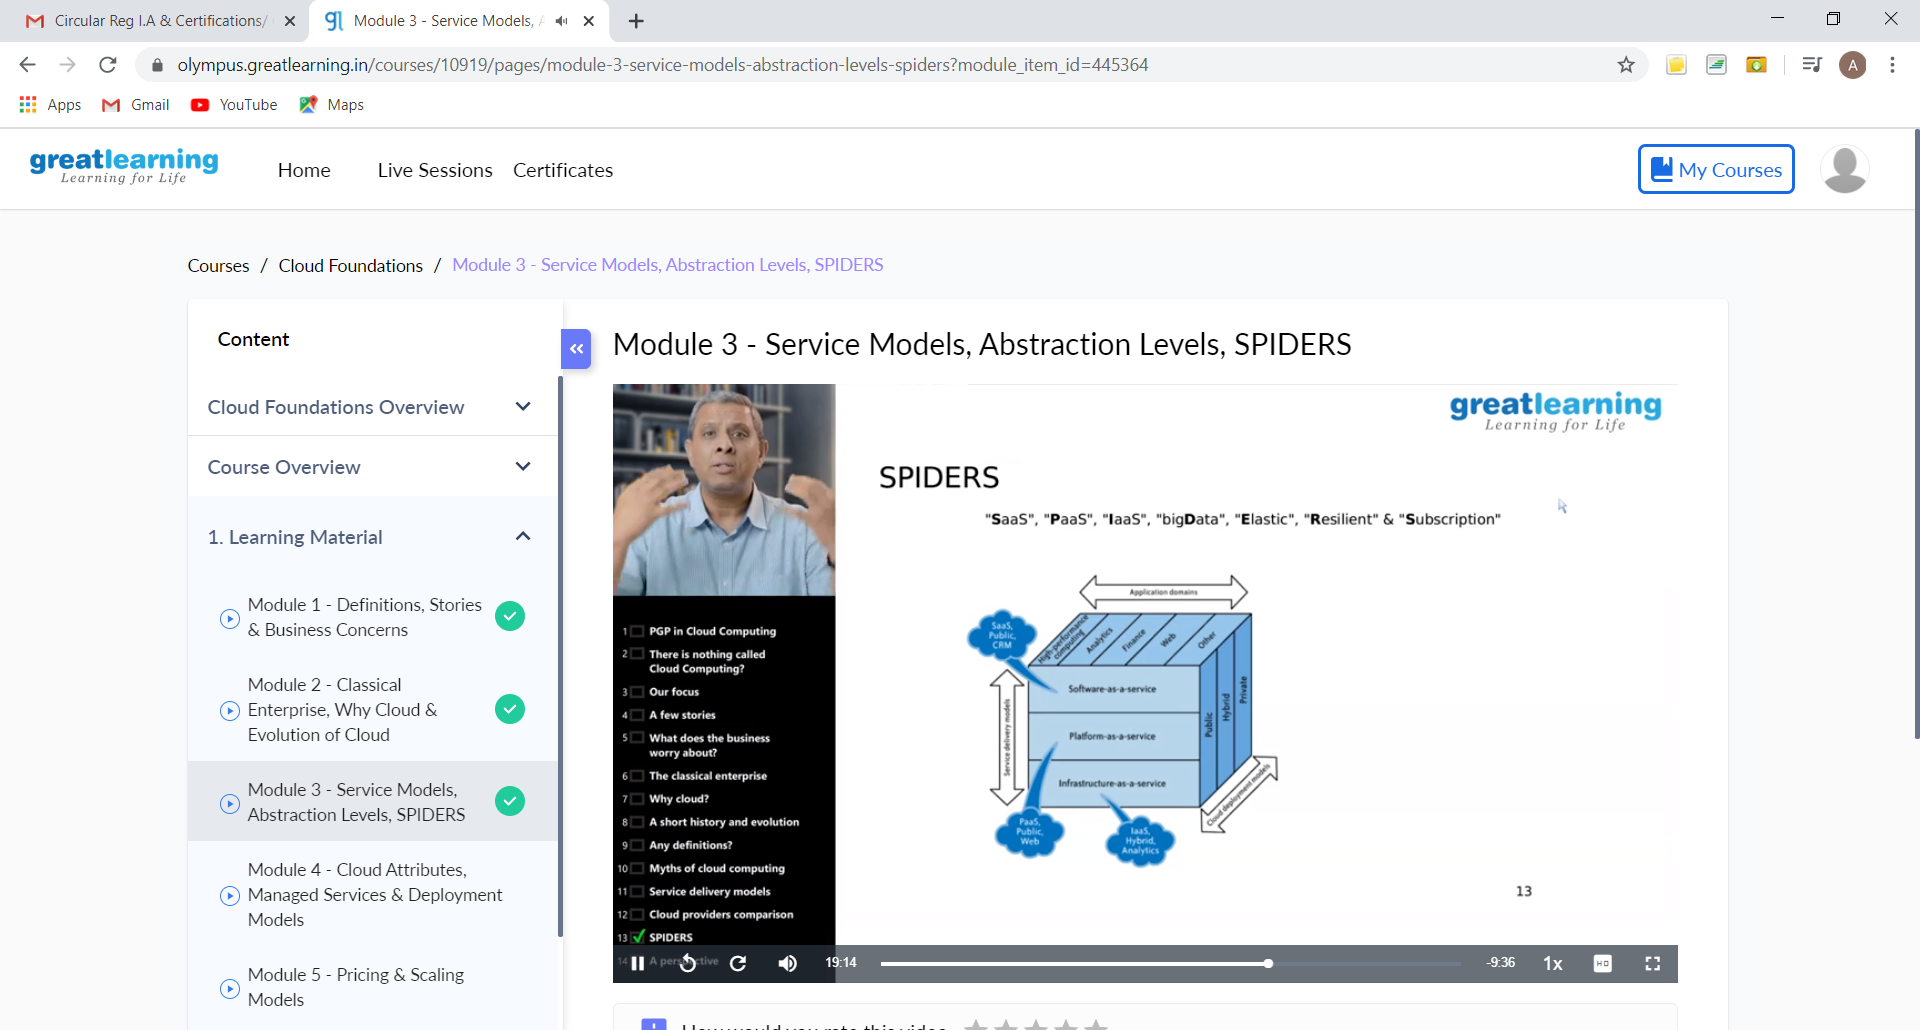 Circular Reg I.A & Certifications/
Module 3 - Service Models,
olympus.greatlearning.in/courses/10919/pages/module-3-service-models-abstraction-levels-spiders?module_item_id=445364
A
Apps
Gmail
YouTube
Maps
greatlearning
Learning for Life
Home
Live Sessions
Certificates
My Courses
Courses / Cloud Foundations / Module 3 - Service Models, Abstraction Levels, SPIDERS
Content
Cloud Foundations Overview
Course Overview
1. Learning Material
Module 1 - Definitions, Stories
& Business Concerns
Module 2 - Classical
Enterprise, Why Cloud &
Evolution of Cloud
Module 3 - Service Models,
Abstraction Levels, SPIDERS
Module 4 - Cloud Attributes,
Managed Services & Deployment
Models
Module 5 - Pricing & Scaling
Models
Module 3 - Service Models, Abstraction Levels, SPIDERS
greatlearning
Learning for Life
SPIDERS
"SaaS", "PaaS", "IaaS", "bigData", "Elastic", "Resilient" & "Subscription"
Application domains
SaaS,
Public,
CRM
High-performance
computing
Analytics
Finance
Web
Other
Software-as-a-service
Platform-as-a-service
Infrastructure-as-a-service
Service delivery models
Public
Hybrid
Private
Cloud deployment models
PaaS,
Public,
Web
IaaS,
Hybrid,
Analytics
13
1 PGP in Cloud Computing
2 There is nothing called
Cloud Computing?
3 Our focus
4 A few stories
5 What does the business
worry about?
6 The classical enterprise
7 Why cloud?
8 A short history and evolution
9 Any definitions?
10 Myths of cloud computing
11 Service delivery models
12 Cloud providers comparison
13 SPIDERS
14 A perspective
19:14
-9:36
1x
HD
How would you rate this video